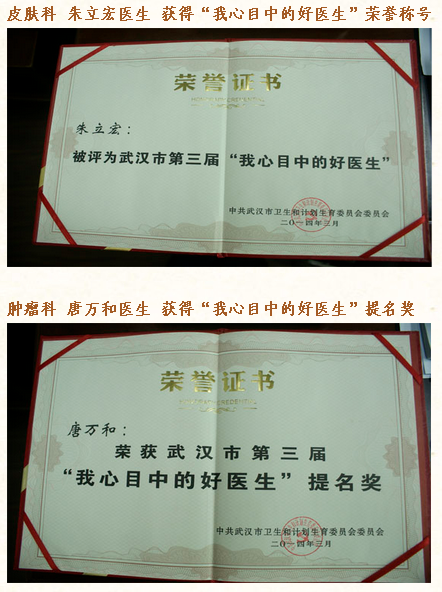 皮肤科 朱立宏医生 获得“我心目中的好医生”荣誉称号
荣誉证书
朱立宏：
被评为武汉市第三届“我心目中的好医生”
中共武汉市卫生和计划生育委员会委员会
二〇一四年三月
肿瘤科 唐万和医生 获得“我心目中的好医生”提名奖
荣誉证书
唐万和：
荣获武汉市第三届
“我心目中的好医生”提名奖
中共武汉市卫生和计划生育委员会委员会
二〇一四年三月